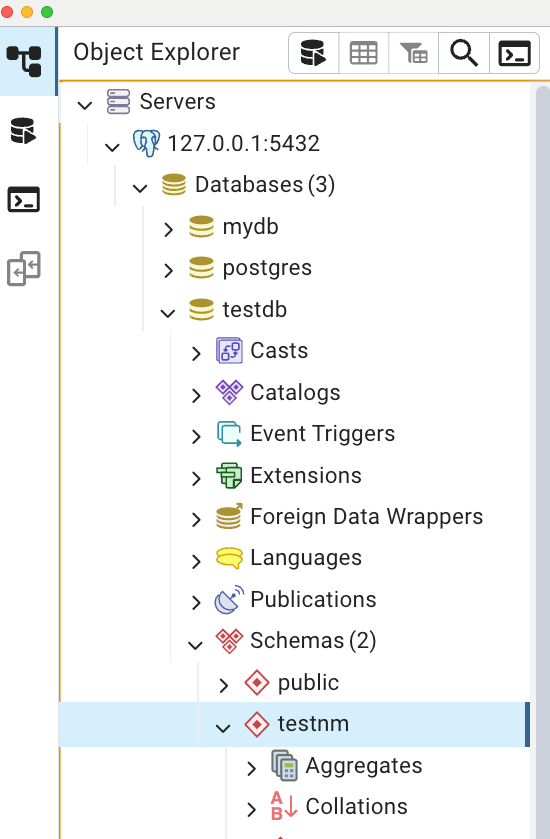 Object Explorer
Servers
127.0.0.1:5432
Databases (3)
mydb
postgres
testdb
Casts
Catalogs
Event Triggers
Extensions
Foreign Data Wrappers
Languages
Publications
Schemas (2)
public
testnm
Aggregates
A
B
Collations